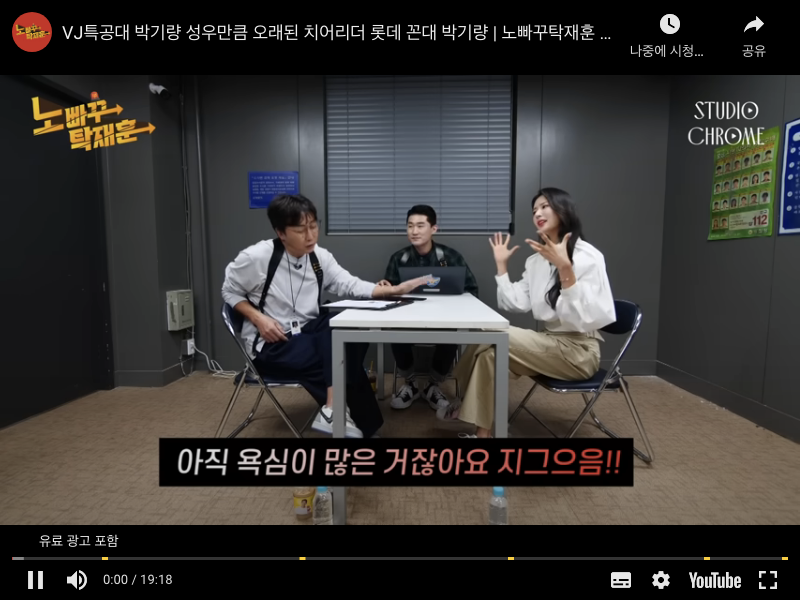 VJ특공대 박기량 성우만큼 오래된 치어리더 롯데 꼰대 박기량 | 노빠꾸탁재훈 ...
나중에 시청...
공유
노빠꾸
탁재훈
STUDIO
CHROME
112
아직 욕심이 많은 거잖아요 지그으음!!
유료 광고 포함
0:00 / 19:18
YouTube